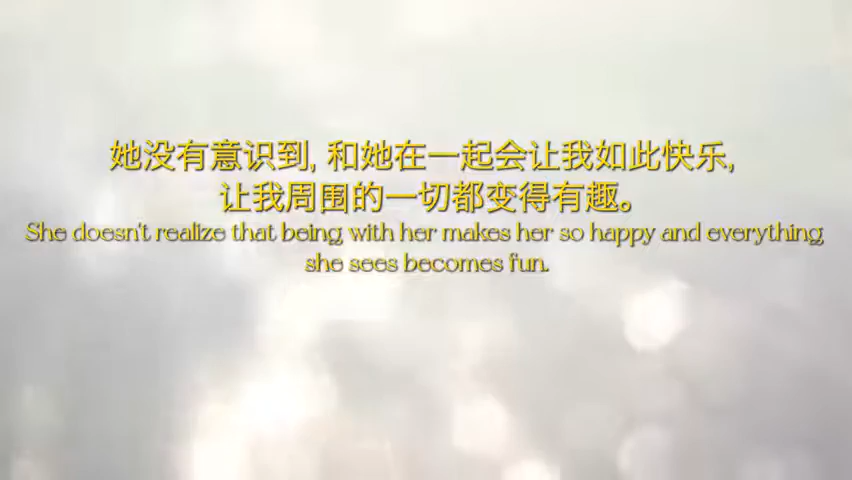 她没有意识到, 和她在一起会让我如此快乐,
让我周围的一切都变得有趣。
She doesn't realize that being with her makes her so happy and everything
she sees becomes fun.